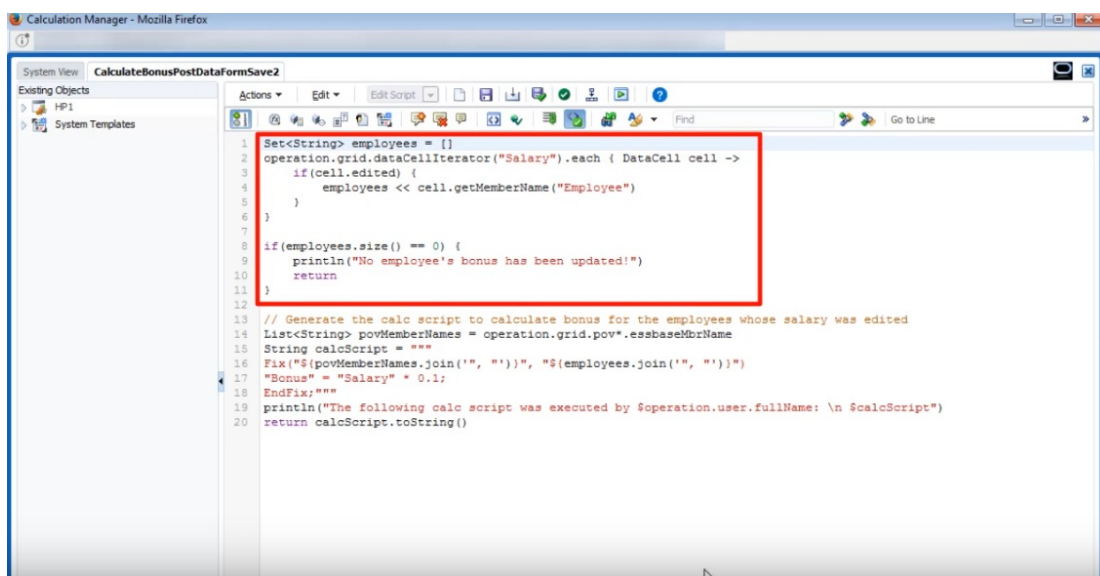 Calculation Manager - Mozilla Firefox
System View CalculateBonusPostDataFormSave2
Existing Objects
HP1
System Templates
Actions Edit Edit Script
Find Go to Line »
1 Set<String> employees = []
2 operation.grid.dataCellIterator("Salary").each { DataCell cell ->
3 if(cell.edited) {
4 employees << cell.getMemberName("Employee")
5 }
6 }
7
8 if(employees.size() == 0) {
9 println("No employee's bonus has been updated!")
10 return
11 }
12
13 // Generate the calc script to calculate bonus for the employees whose salary was edited
14 List<String> povMemberNames = operation.grid.pov*.essbaseMbrName
15 String calcScript = """
16 Fix("${povMemberNames.join('", "')}", "${employees.join('", "')}")
17 "Bonus" = "Salary" * 0.1;
18 EndFix;"""
19 println("The following calc script was executed by $operation.user.fullName: \n $calcScript")
20 return calcScript.toString()